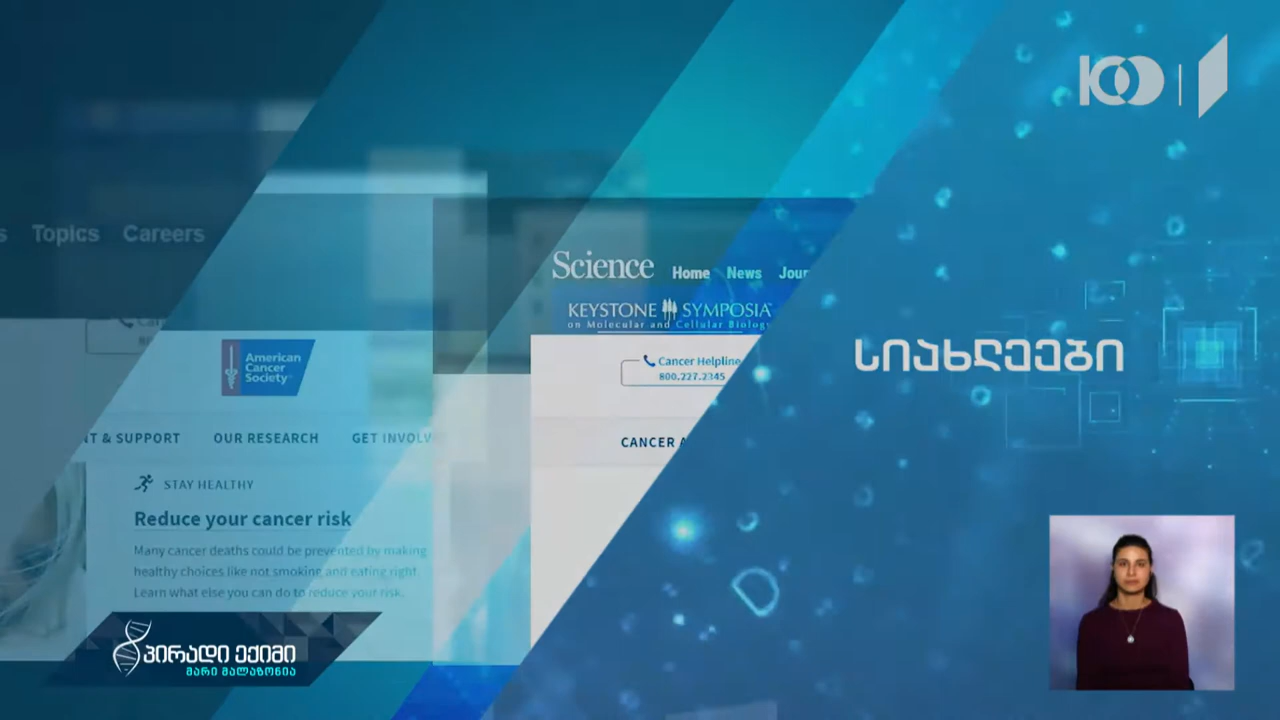 s Topics Careers
Science Home News Jour
KEYSTONE SYMPOSIA
on Molecular and Cellular Biology
American
Cancer
Society
Cancer Helpline
800.227.2345
სიახლეები
NT & SUPPORT OUR RESEARCH GET INVOLV
CANCER A
STAY HEALTHY
Reduce your cancer risk
Many cancer deaths could be prevented by making
healthy choices like not smoking and eating right.
Learn what else you can do to reduce your risk.
პირადი ექიმი
მარი მალაზონია